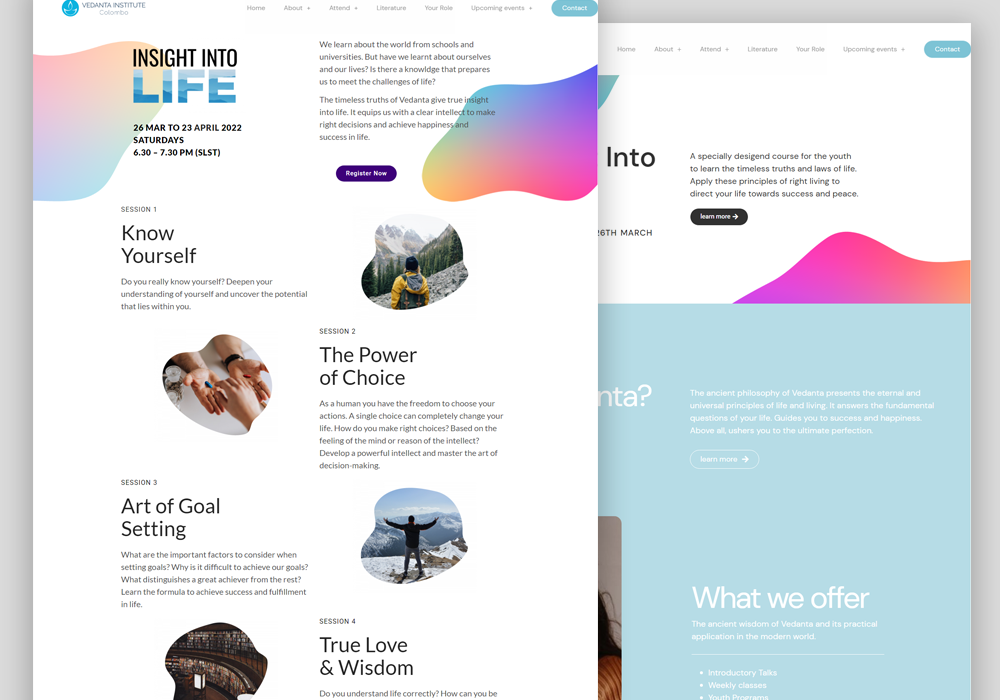 VEDANTA INSTITUTE
Colombo
Home About + Attend + Literature Your Role Upcoming events + Contact
INSIGHT INTO
LIFE
26 MAR TO 23 APRIL 2022
SATURDAYS
6.30 – 7.30 PM (SLST)
We learn about the world from schools and
universities. But have we learnt about ourselves
and our lives? Is there a knowldge that prepares
us to meet the challenges of life?
The timeless truths of Vedanta give true insight
into life. It equips us with a clear intellect to make
right decisions and achieve happiness and
success in life.
Register Now
SESSION 1
Know
Yourself
Do you really know yourself? Deepen your
understanding of yourself and uncover the potential
that lies within you.
SESSION 2
The Power
of Choice
As a human you have the freedom to choose your
actions. A single choice can completely change your
life. How do you make right choices? Based on the
feeling of the mind or reason of the intellect?
Develop a powerful intellect and master the art of
decision-making.
SESSION 3
Art of Goal
Setting
What are the important factors to consider when
setting goals? Why is it difficult to achieve our goals?
What distinguishes a great achiever from the rest?
Learn the formula to achieve success and fulfillment
in life.
SESSION 4
True Love
& Wisdom
Do you understand life correctly? How can you be
Home About + Attend + Literature Your Role Upcoming events + Contact
Into
26TH MARCH
A specially desigend course for the youth
to learn the timeless truths and laws of life.
Apply these principles of right living to
direct your life towards success and peace.
learn more →
nta?
The ancient philosophy of Vedanta presents the eternal and
universal principles of life and living. It answers the fundamental
questions of your life. Guides you to success and happiness.
Above all, ushers you to the ultimate perfection.
learn more →
What we offer
The ancient wisdom of Vedanta and its practical
application in the modern world.
• Introductory Talks
• Weekly classes
• Youth Programs